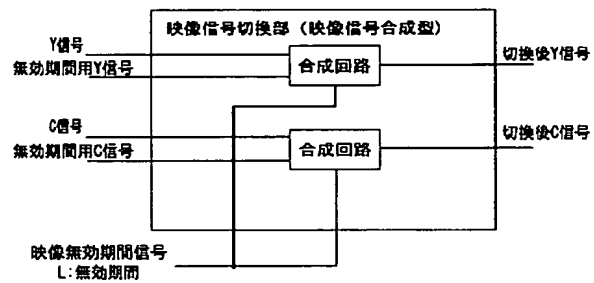 映像信号切換部（映像信号合成型）
Y信号
無効期間用Y信号
合成回路
切換後Y信号
C信号
無効期間用C信号
合成回路
切換後C信号
映像無効期間信号
L:無効期間